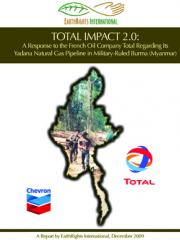 EARTHRIGHTS INTERNATIONAL
TOTAL IMPACT 2.0:
A Response to the French Oil Company Total Regarding Its
Yadana Natural Gas Pipeline in Military-Ruled Burma (Myanmar)
Chevron
TOTAL
A Report by EarthRights International, December 2009